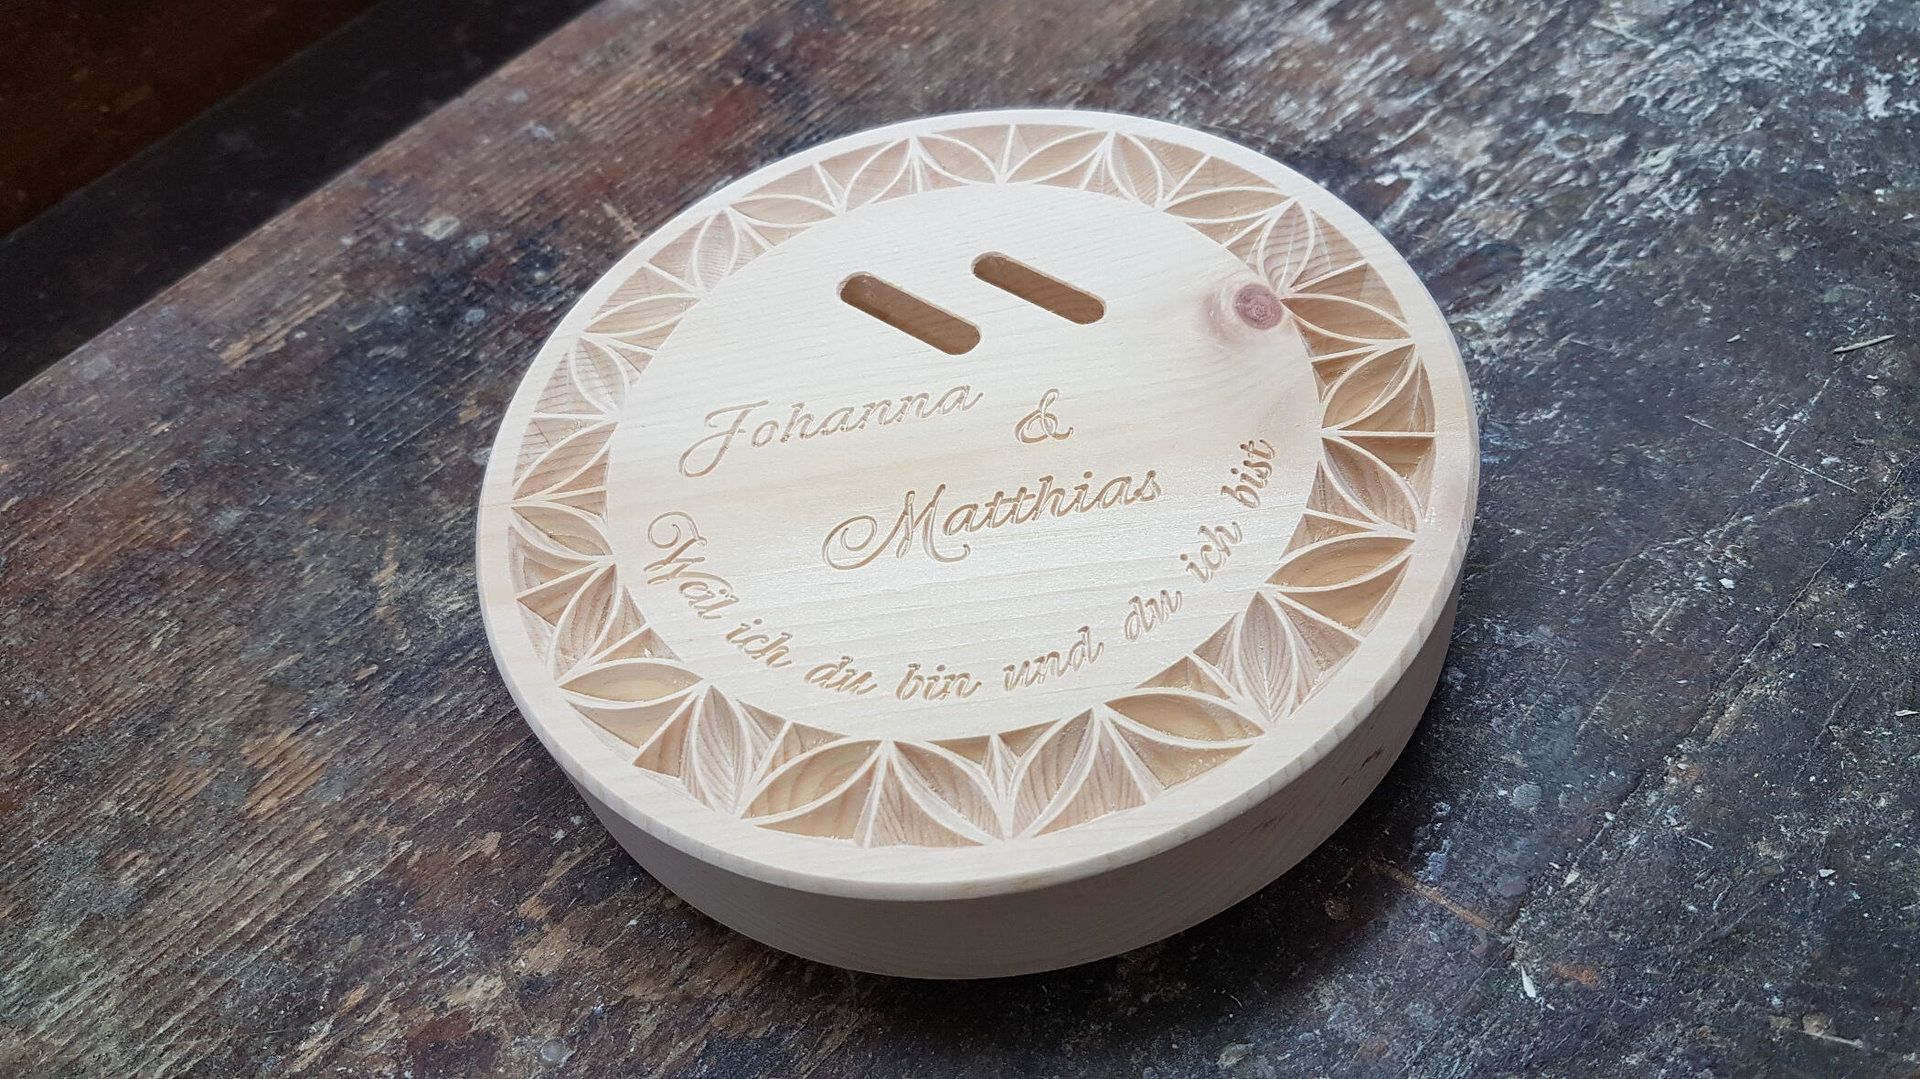 Johanna
&
Matthias
Weil ich du bin und du ich bist